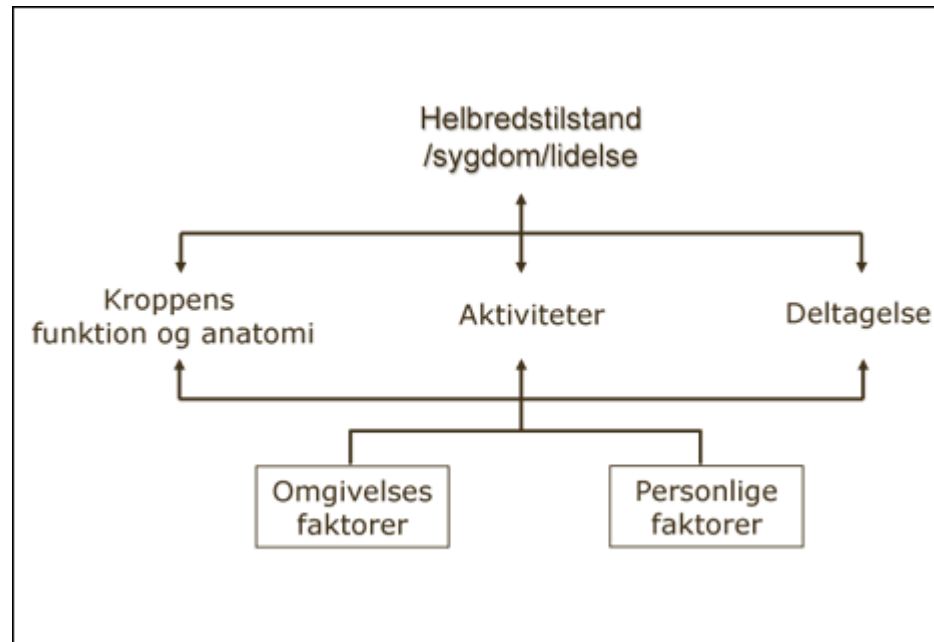 Helbredstilstand
/sygdom/lidelse
Kroppens
funktion og anatomi
Aktiviteter
Deltagelse
Omgivelses
faktorer
Personlige
faktorer